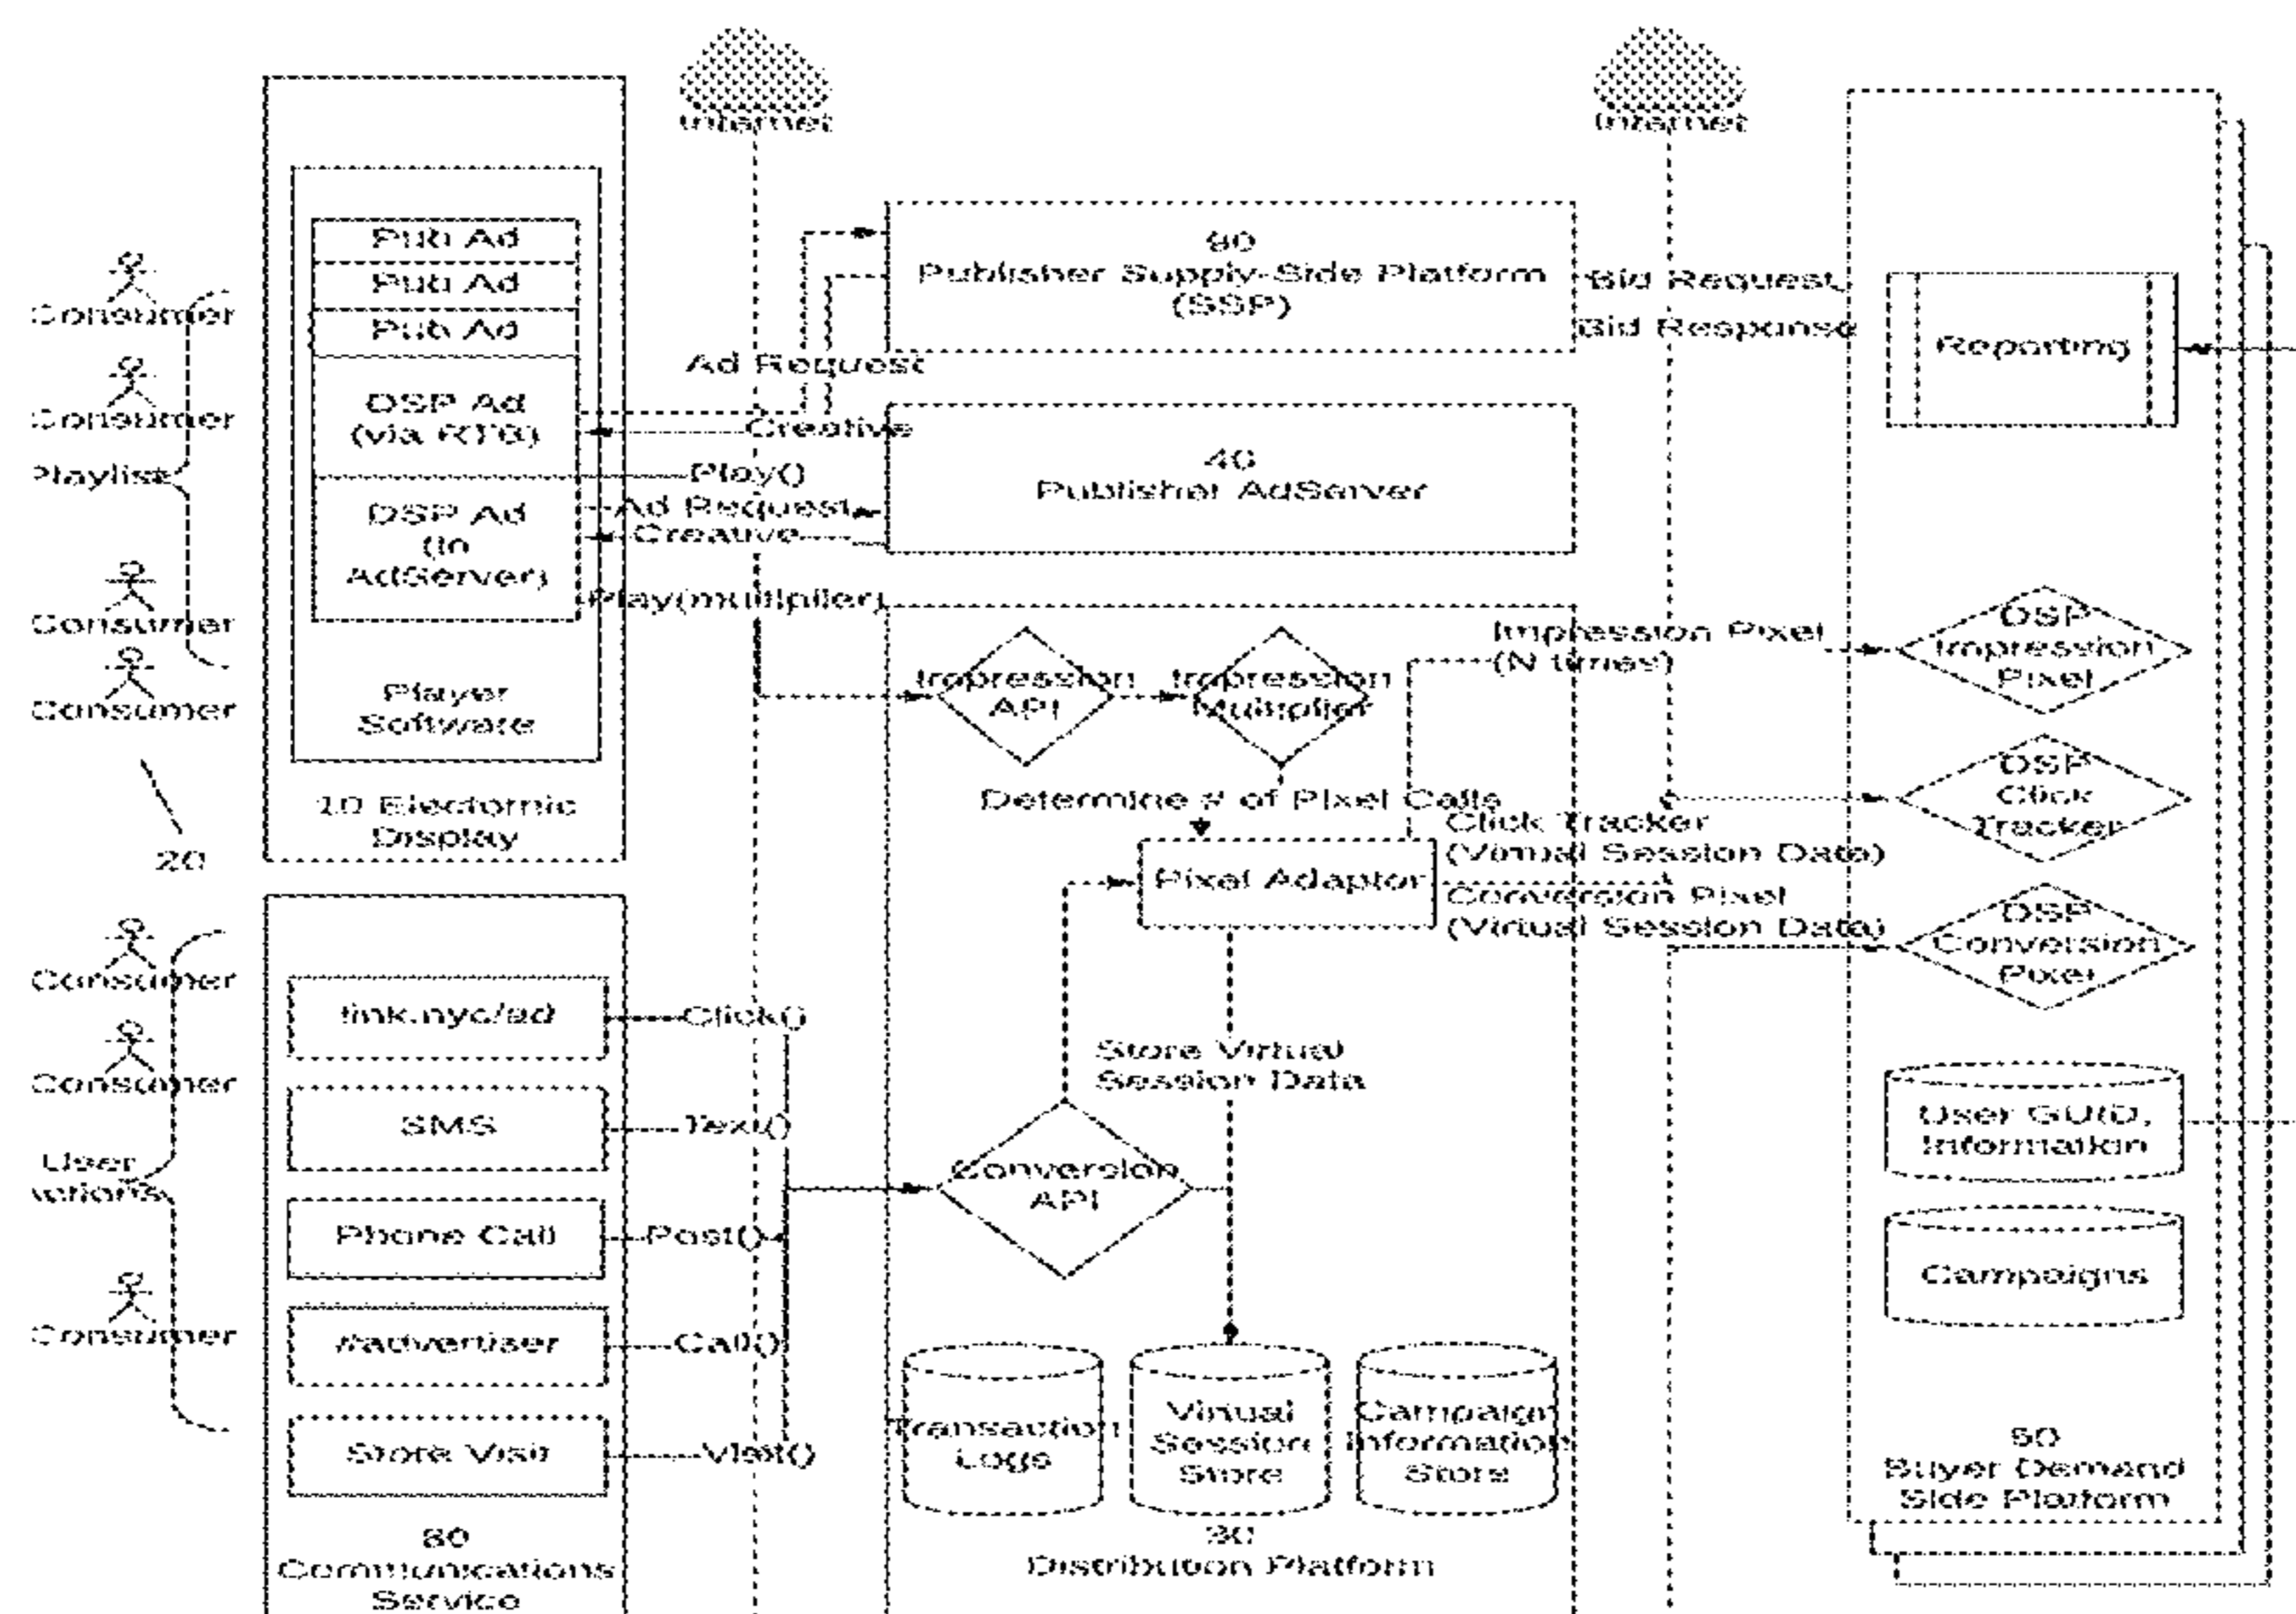 Internet
Internet
Pub Ad
Pub Ad
Pub Ad
DSP Ad
(via RTB)
DSP Ad
(in
AdServer)
Player
Software
10 Electornic
Display
Consumer
Consumer
Playlist
Consumer
Consumer
20
Ad Request
Creative
Play()
Ad Request
Creative
Play(multiplier)
90
Publisher Supply-Side Platform
(SSP)
Bid Request
Bid Response
40
Publisher AdServer
Reporting
Impression
API
Impression
Multiplier
Impression Pixel
(N times)
Determine # of Pixel Calls
Click Tracker
(Virtual Session Data)
Pixel Adaptor
Conversion Pixel
(Virtual Session Data)
DSP
Impression
Pixel
DSP
Click
Tracker
DSP
Conversion
Pixel
Consumer
Consumer
User
Consumer
link.nyc/ad
Click()
SMS
Text()
Phone Call
Post()
#advertiser
Call()
Store Visit
Visit()
80
Communications
Service
Store Virtual
Session Data
Conversion
API
Transaction
Logs
Virtual
Session
Store
Campaign
Information
Store
Distribution Platform
User GUID,
Information
Campaigns
Buyer Demand
Side Platform